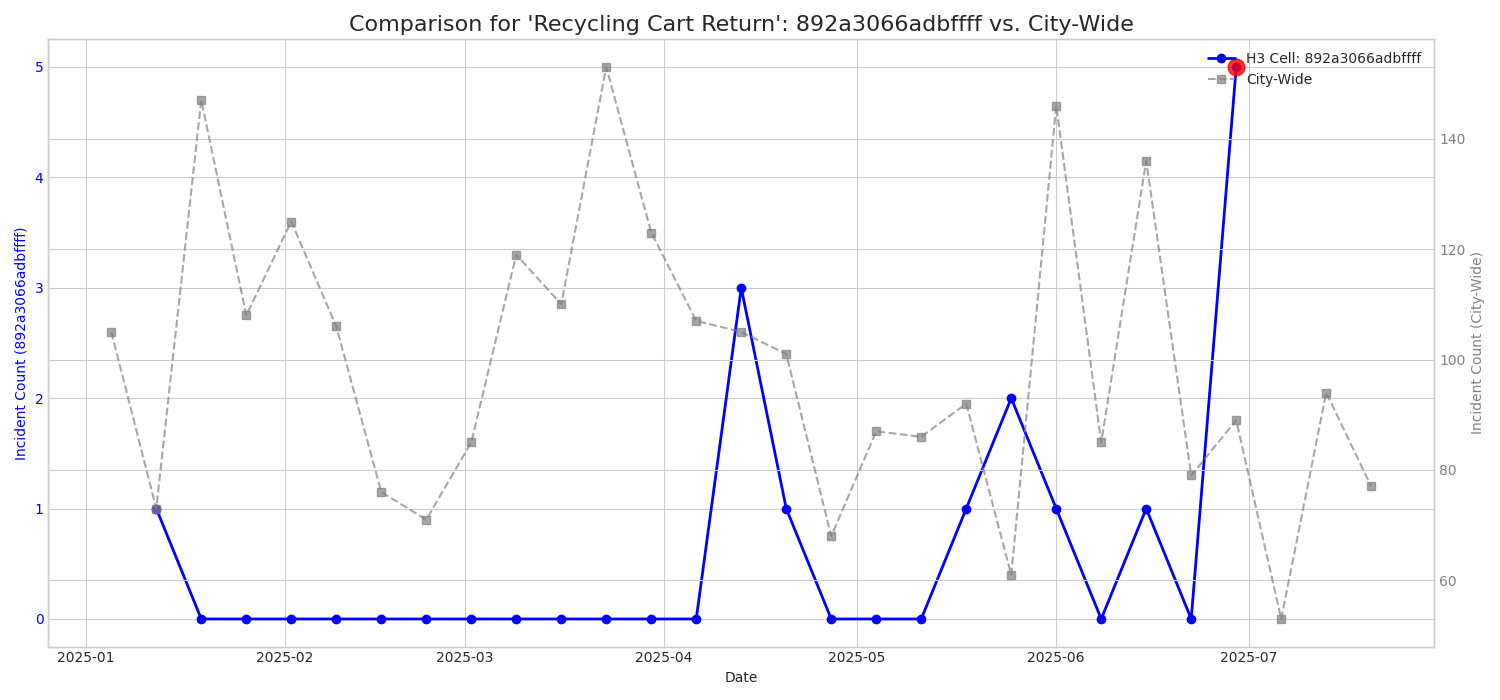 Comparison for 'Recycling Cart Return': 892a3066adbffff vs. City-Wide
H3 Cell: 892a3066adbffff
City-Wide
Incident Count (892a3066adbffff)
5
4
3
2
1
0
140
120
100
80
60
Incident Count (City-Wide)
2025-01 2025-02 2025-03 2025-04 2025-05 2025-06 2025-07
Date